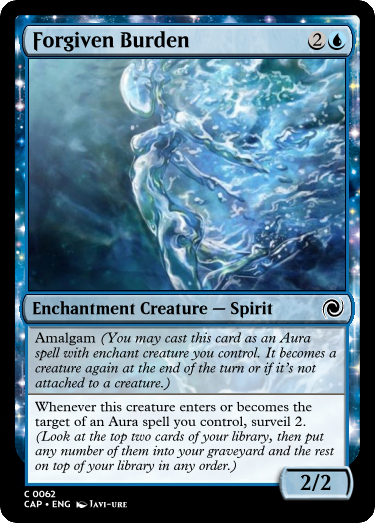 Forgiven Burden 2
Enchantment Creature — Spirit
Amalgam (You may cast this card as an Aura
spell with enchant creature you control. It becomes a
creature again at the end of the turn or if it's not
attached to a creature.)
Whenever this creature enters or becomes the
target of an Aura spell you control, surveil 2.
(Look at the top two cards of your library, then put
any number of them into your graveyard and the rest
on top of your library in any order.)
2/2
C 0062
CAP • ENG JAVI-URE